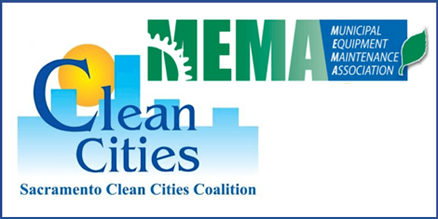 MEMA
MUNICIPAL
EQUIPMENT
MAINTENANCE
ASSOCIATION
Clean
Cities
Sacramento Clean Cities Coalition